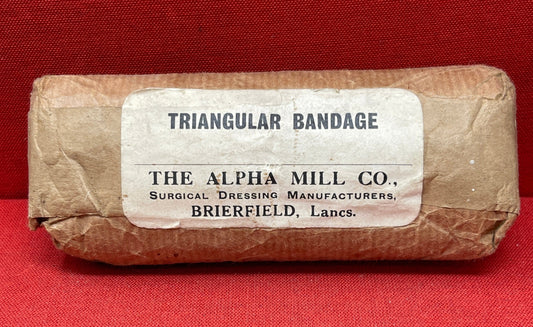 TRIANGULAR BANDAGE
THE ALPHA MILL CO.,
SURGICAL DRESSING MANUFACTURERS,
BRIERFIELD, Lancs.